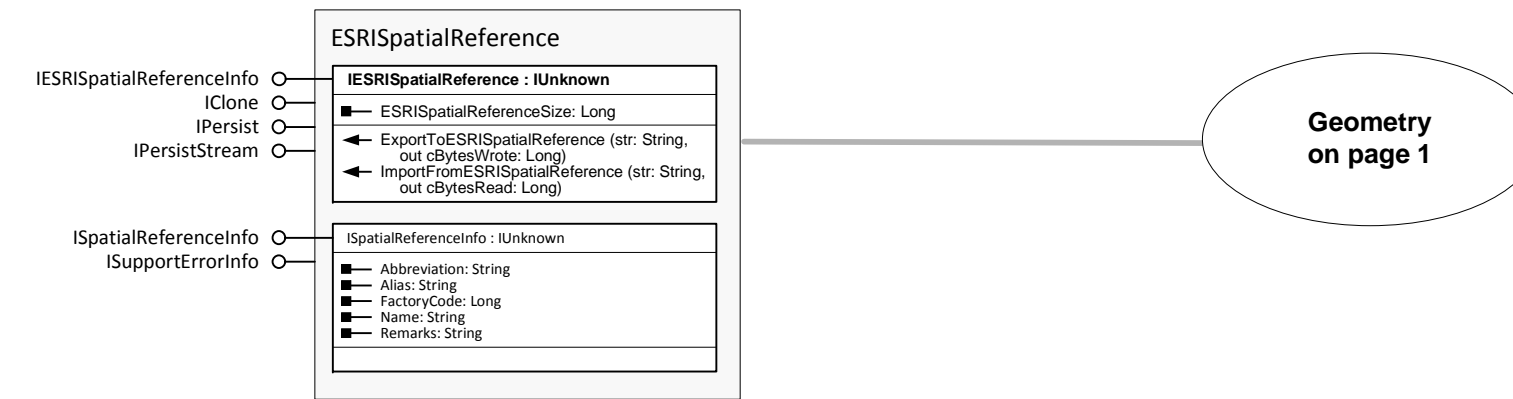 ESRISpatialReference
IESRISpatialReferenceInfo
IClone
IPersist
IPersistStream
IESRISpatialReference : IUnknown
ESRISpatialReferenceSize: Long
ExportToESRISpatialReference (str: String,
out cBytesWrote: Long)
ImportFromESRISpatialReference (str: String,
out cBytesRead: Long)
ISpatialReferenceInfo
ISupportErrorInfo
ISpatialReferenceInfo : IUnknown
Abbreviation: String
Alias: String
FactoryCode: Long
Name: String
Remarks: String
Geometry
on page 1